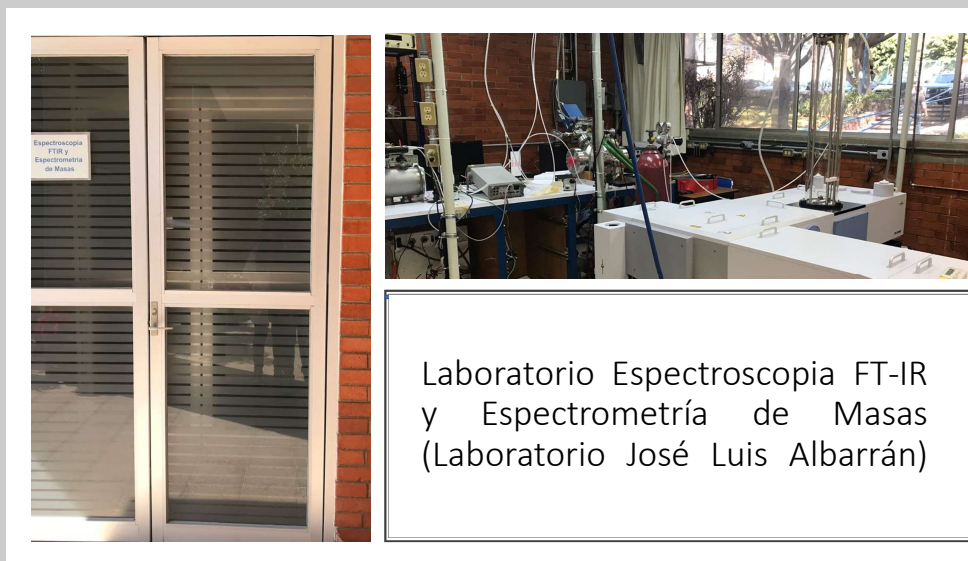 Espectroscopia
FTIR y
Espectrometría
de Masas
Laboratorio Espectroscopia FT-IR
y Espectrometría de Masas
(Laboratorio José Luis Albarrán)